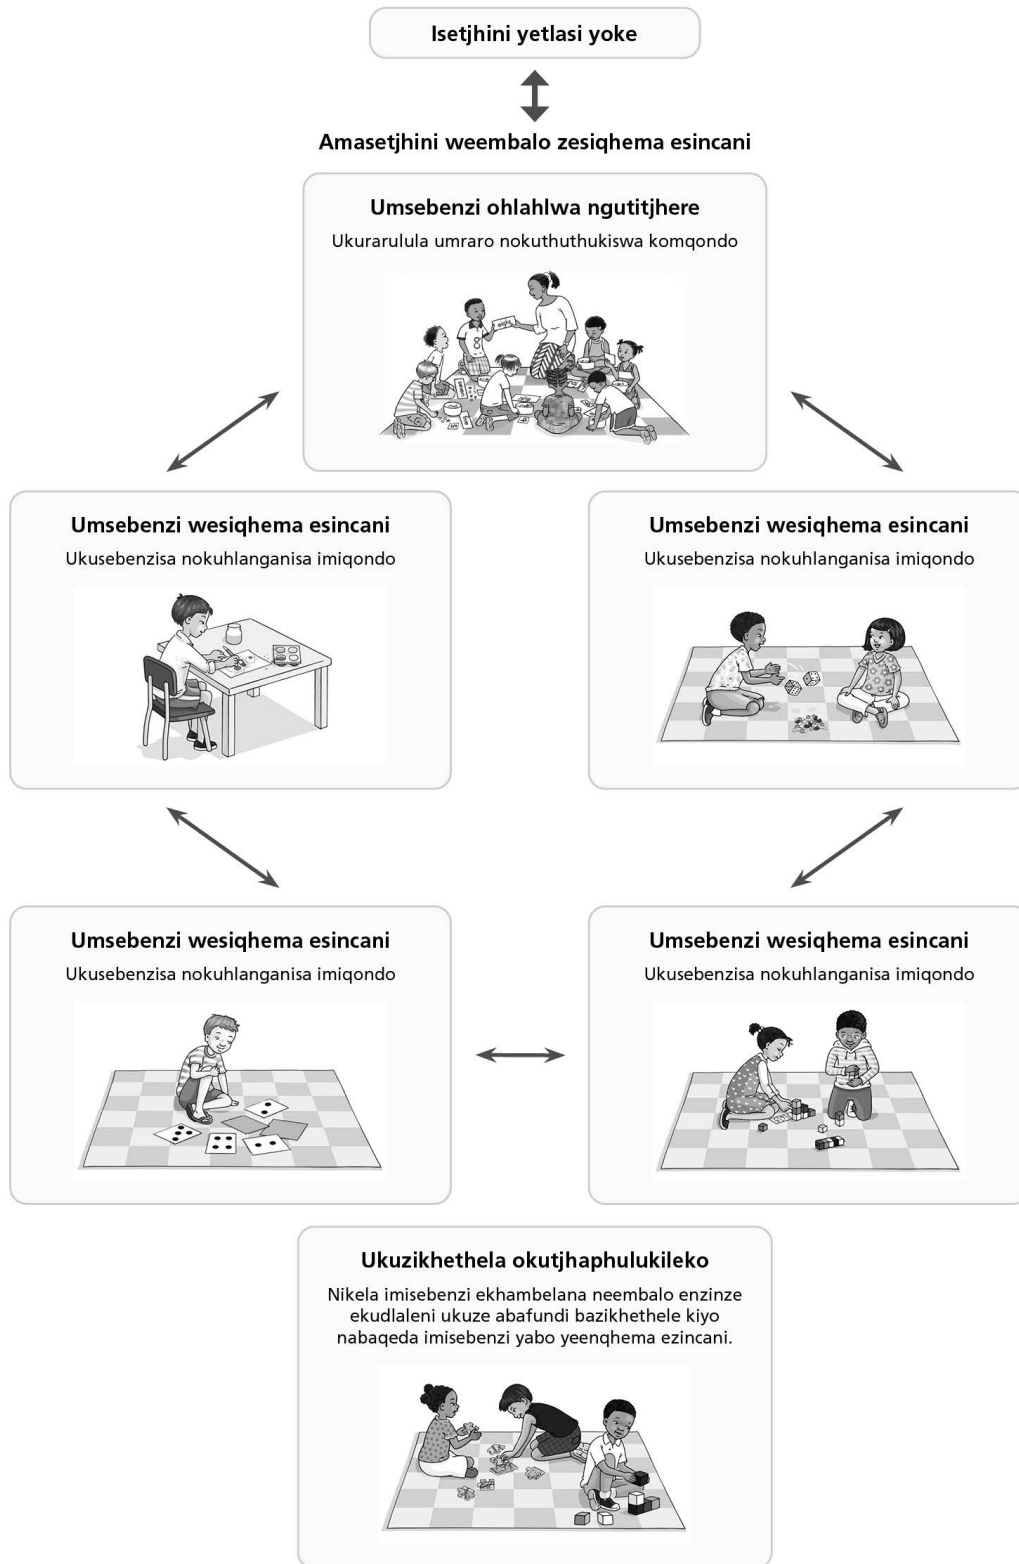 Isetjhini yetlasi yoke
Amasetjhini weembalo zesiqhema esincani
Umsebenzi ohlahlwa ngutitjhere
Ukurarulula umraro nokuthuthukiswa komqondo
Umsebenzi wesiqhema esincani
Ukusebenzisa nokuhlanganisa imiqondo
Umsebenzi wesiqhema esincani
Ukusebenzisa nokuhlanganisa imiqondo
Umsebenzi wesiqhema esincani
Ukusebenzisa nokuhlanganisa imiqondo
Umsebenzi wesiqhema esincani
Ukusebenzisa nokuhlanganisa imiqondo
Ukuzikhethela okutjhaphulukileko
Nikela imisebenzi ekhambelana neembalo enzinze
ekudlaleni ukuze abafundi bazikhethele kiyo
nabaqeda imisebenzi yabo yeenqhema ezincani.